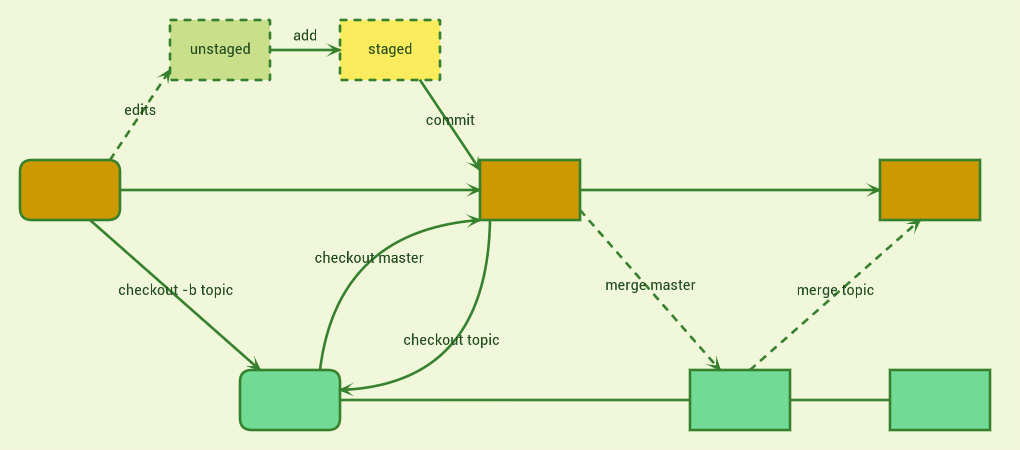 add
unstaged
staged
edits
commit
checkout master
merge master
checkout -b topic
merge topic
checkout topic